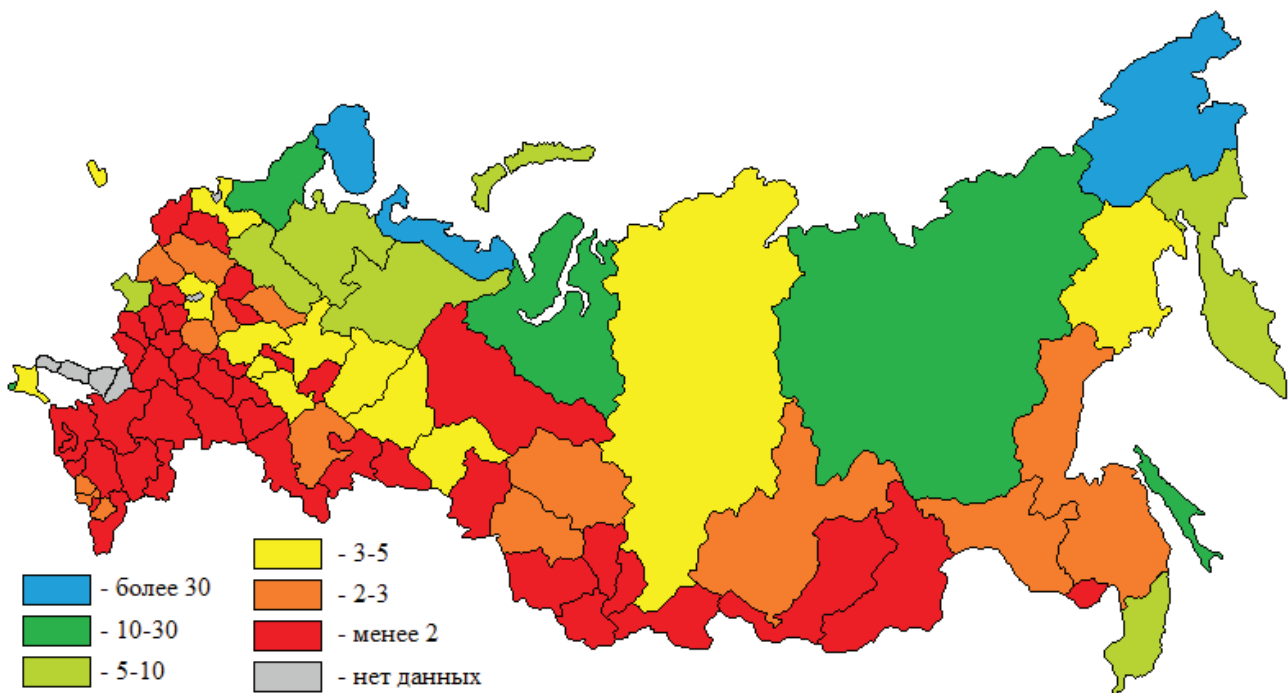 - более 30
- 10-30
- 5-10
- 3-5
- 2-3
- менее 2
- нет данных